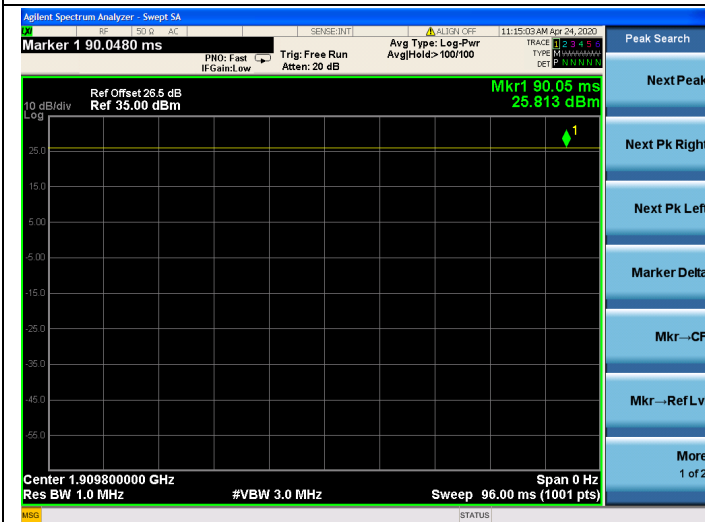 Agilent Spectrum Analyzer - Swept SA
LXI RF 50 Ω AC SENSE:INT ALIGN OFF 11:15:03 AM Apr 24, 2020
Marker 1 90.0480 ms
PNO: Fast
IFGain:Low
Trig: Free Run
Atten: 20 dB
Avg Type: Log-Pwr
Avg|Hold:>100/100
TRACE 1 2 3 4 5 6
TYPE M
DET P N N N N N
Ref Offset 26.5 dB
10 dB/div Ref 35.00 dBm
Log
Mkr1 90.05 ms
25.813 dBm
1
25.0
15.0
5.00
-5.00
-15.0
-25.0
-35.0
-45.0
-55.0
Center 1.909800000 GHz
Span 0 Hz
Res BW 1.0 MHz
#VBW 3.0 MHz
Sweep 96.00 ms (1001 pts)
MSG
STATUS
Peak Search
Next Peak
Next Pk Right
Next Pk Left
Marker Delta
Mkr→CF
Mkr→Ref Lv
More
1 of 2